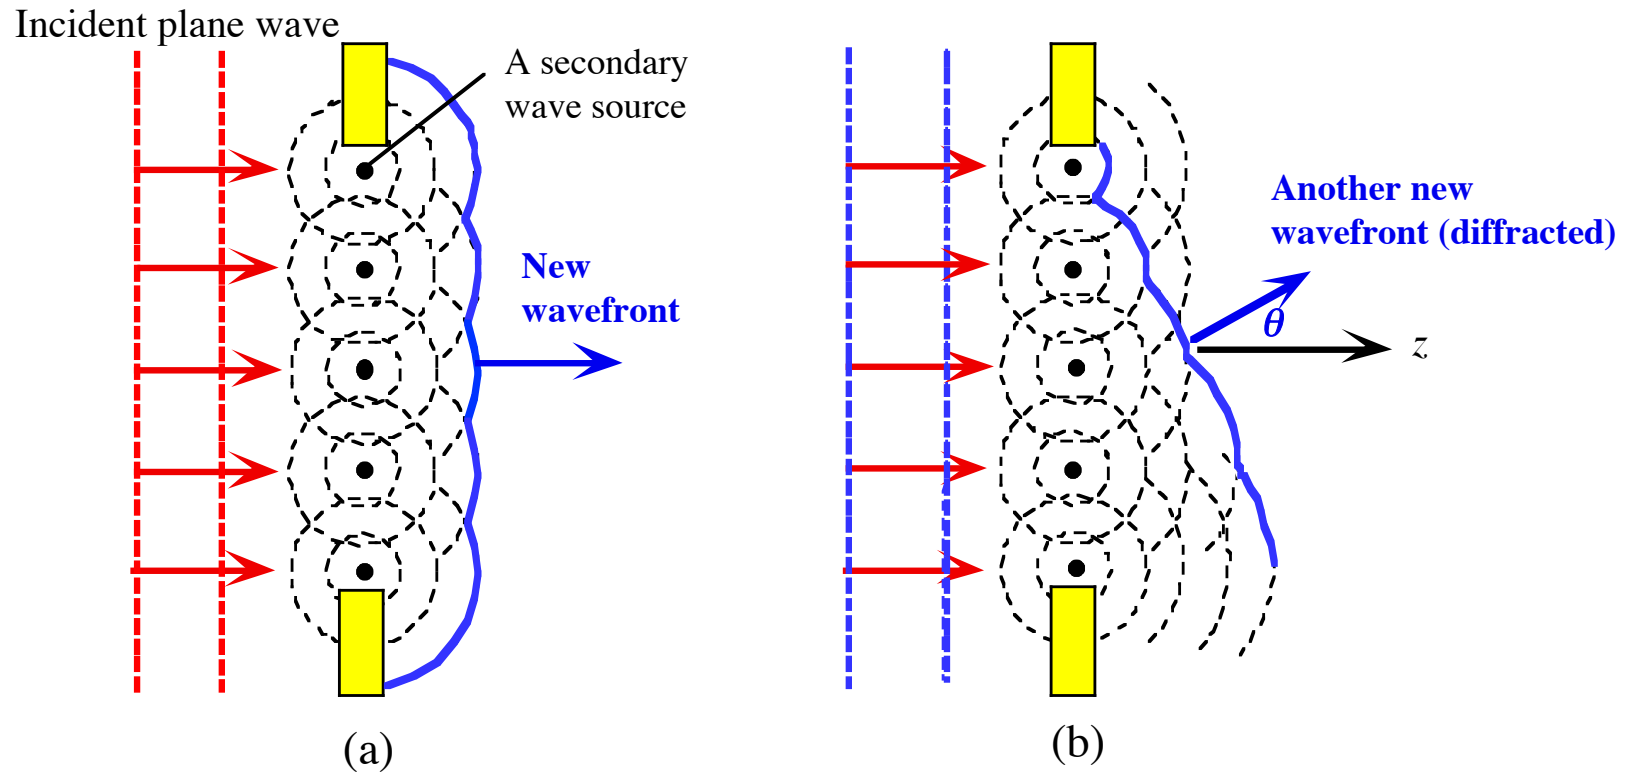 Incident plane wave
A secondary
wave source
New
wavefront
(a)
Another new
wavefront (diffracted)
θ
z
(b)